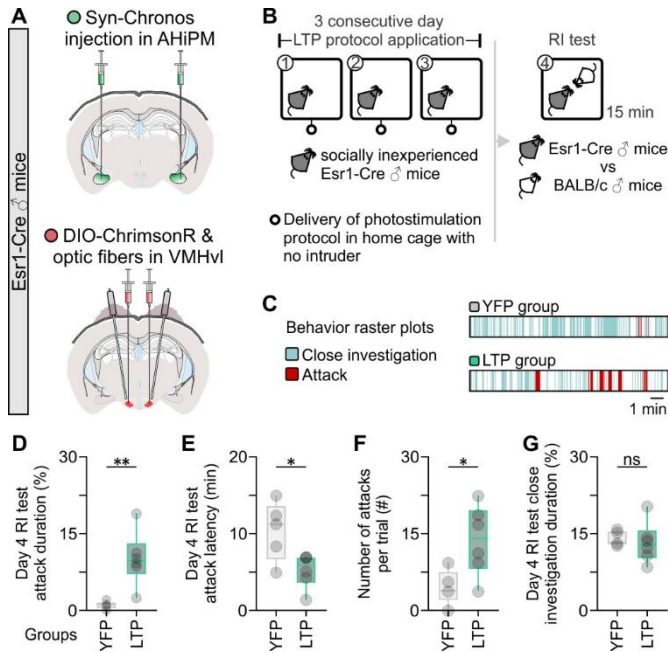 A
Esr1-Cre ♂ mice
Syn-Chronos
injection in AHiPM
DIO-ChrimsonR &
optic fibers in VMHvl
B
3 consecutive day
LTP protocol application
1
2
3
socially inexperienced
Esr1-Cre ♂ mice
Delivery of photostimulation
protocol in home cage with
no intruder
RI test
4
15 min
Esr1-Cre ♂ mice
vs
BALB/c ♂ mice
C
Behavior raster plots
Close investigation
Attack
YFP group
LTP group
1 min
D
Day 4 RI test
attack duration (%)
30
15
0
**
Groups
YFP
LTP
E
Day 4 RI test
attack latency (min)
20
10
0
*
YFP
LTP
F
Number of attacks
per trial (#)
30
15
0
*
YFP
LTP
G
Day 4 RI test close
investigation duration (%)
30
15
0
ns
YFP
LTP